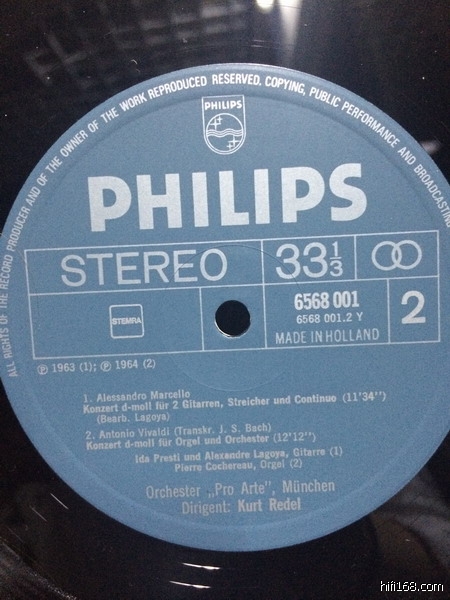 ALL RIGHTS OF THE RECORD PRODUCER AND OF THE OWNER OF THE WORK REPRODUCED RESERVED. COPYING, PUBLIC PERFORMANCE AND BROADCASTING
PHILIPS
PHILIPS
STEREO
33 1/3
6568 001
6568 001.2 Y
2
STEMRA
MADE IN HOLLAND
℗ 1963 (1); ℗ 1964 (2)
1. Alessandro Marcello
Konzert d-moll für 2 Gitarren, Streicher und Continuo (11'34'')
(Bearb. Lagoya)
2. Antonio Vivaldi (Transkr. J. S. Bach)
Konzert d-moll für Orgel und Orchester (12'12'')
Ida Presti und Alexandre Lagoya, Gitarre (1)
Pierre Cochereau, Orgel (2)
Orchester „Pro Arte", München
Dirigent: Kurt Redel
hifi168.com